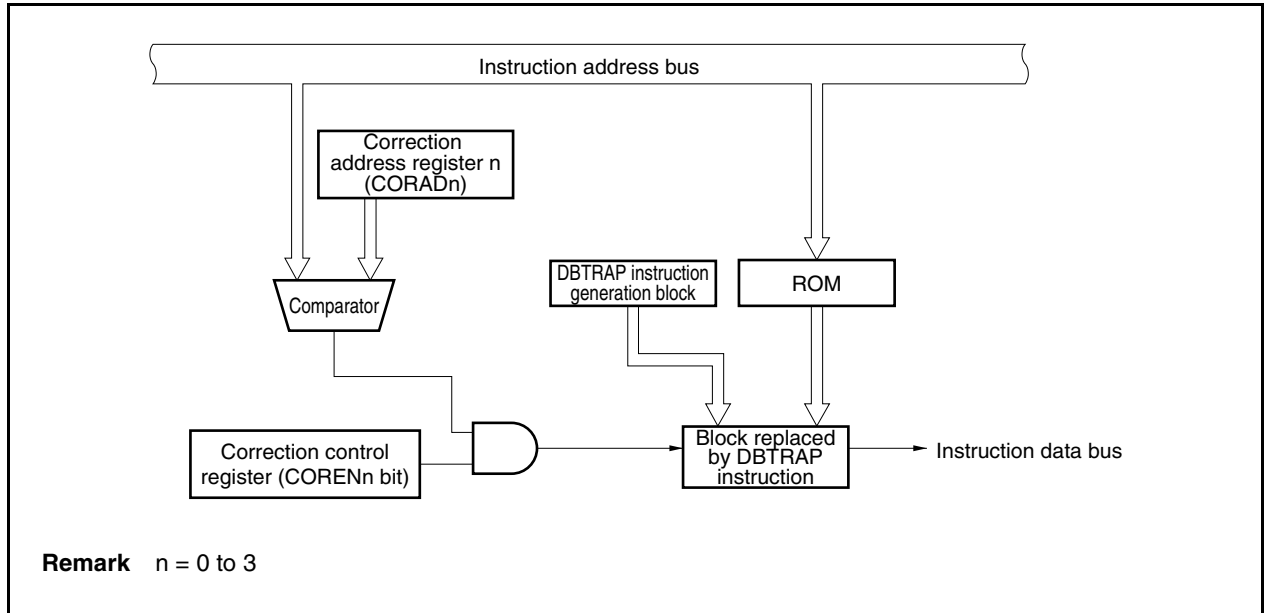 Instruction address bus
Correction
address register n
(CORADn)
Comparator
DBTRAP instruction
generation block
ROM
Correction control
register (CORENn bit)
Block replaced
by DBTRAP
instruction
Instruction data bus
Remark n = 0 to 3